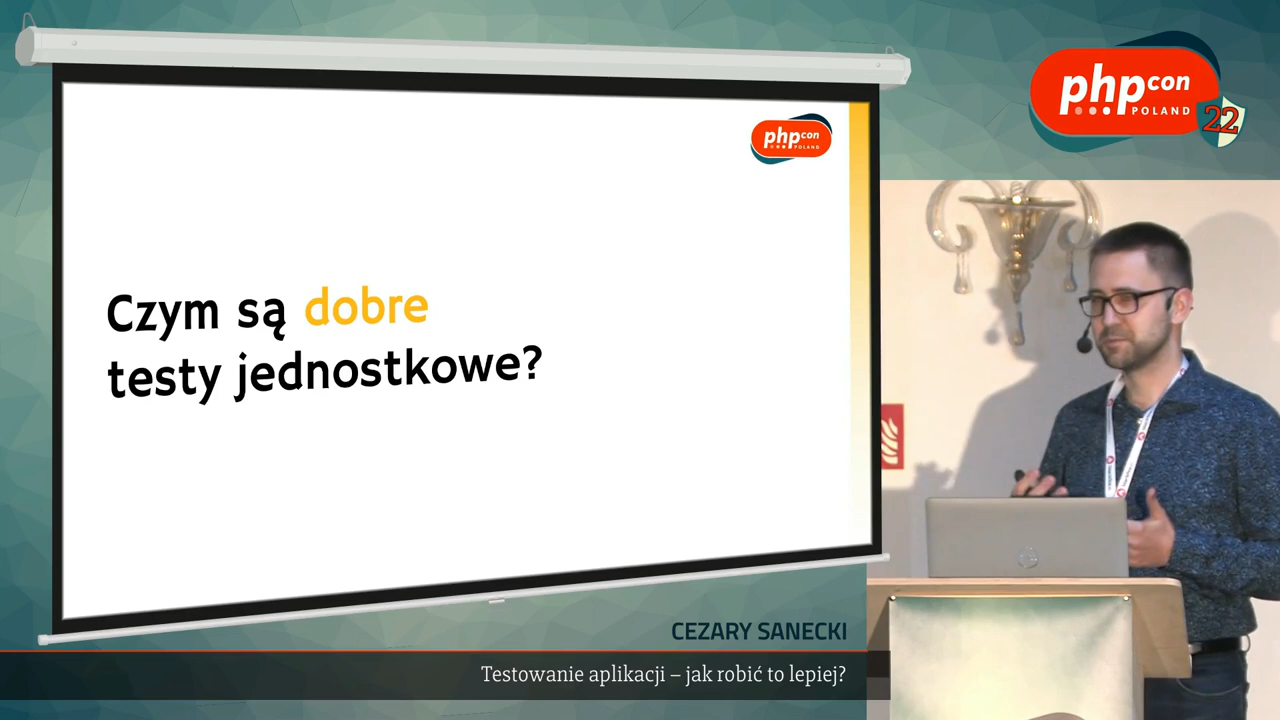 php con
POLAND
22
php con
POLAND
Czym są dobre
testy jednostkowe?
CEZARY SANECKI
Testowanie aplikacji – jak robić to lepiej?